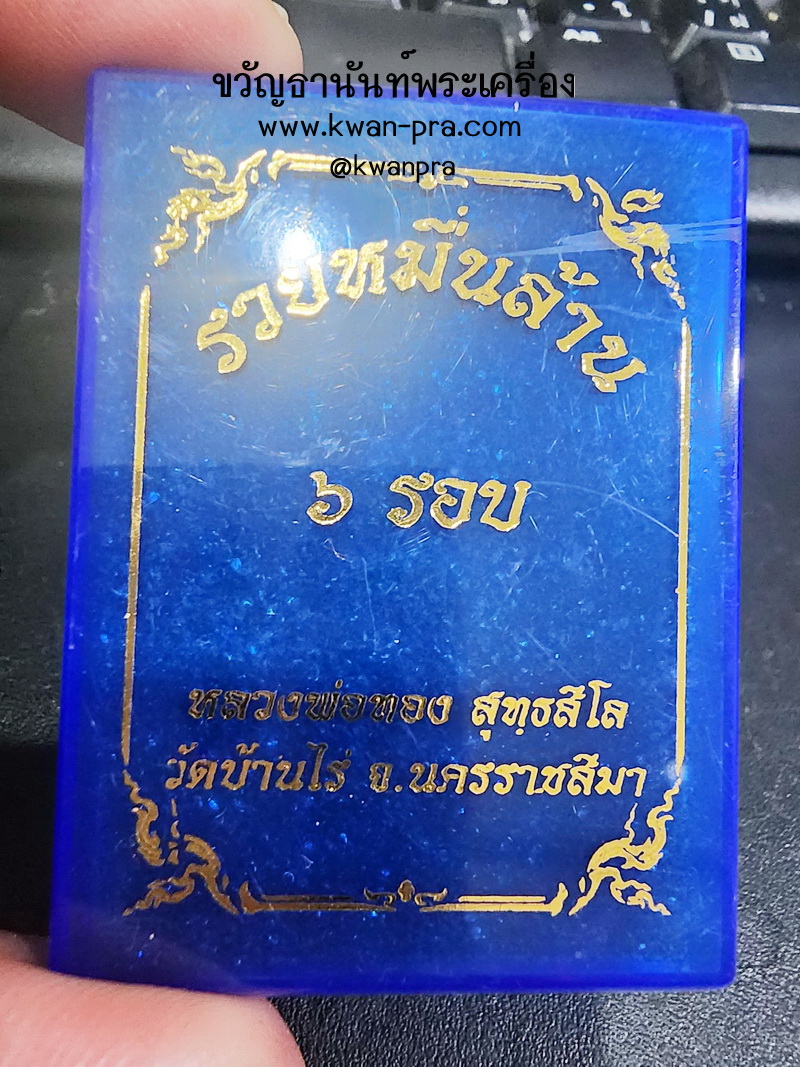 ขวัญธานันท์พระเครื่อง
www.kwan-pra.com
@kwanpra
รวยหมื่นล้าน
๖ รอบ
หลวงพ่อทอง สุทฺธสีโล
วัดบ้านไร่ จ.นครราชสีมา